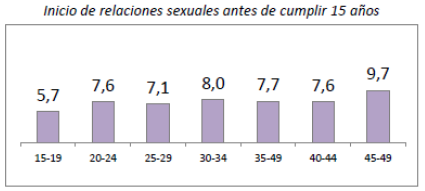 Inicio de relaciones sexuales antes de cumplir 15 años
5,7 7,6 7,1 8,0 7,7 7,6 9,7
15-19 20-24 25-29 30-34 35-49 40-44 45-49